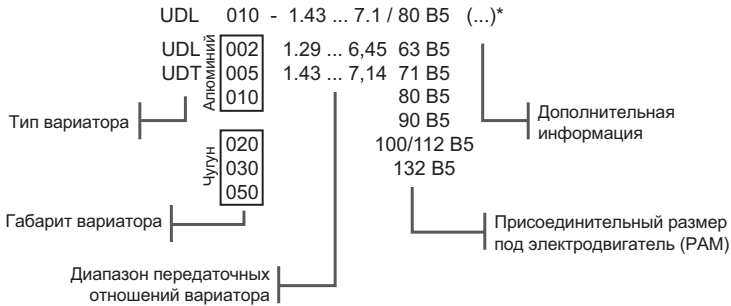 UDL 010 - 1.43 ... 7.1 / 80 B5 (...)*
UDL 002 1.29 ... 6,45 63 B5
UDT 005 1.43 ... 7,14 71 B5
010 80 B5
Алюминий
90 B5
100/112 B5
132 B5
020
030
050
Чугун
Тип вариатора
Дополнительная
информация
Габарит вариатора
Присоединительный размер
под электродвигатель (PAM)
Диапазон передаточных
отношений вариатора